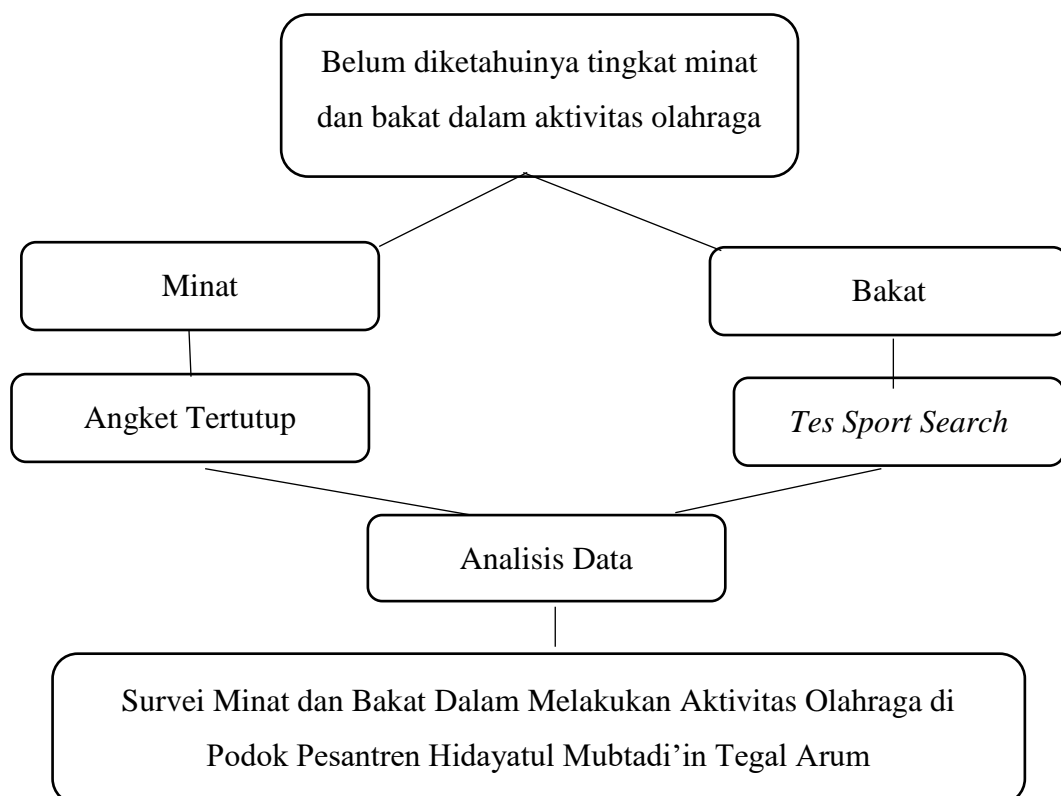 Belum diketahuinya tingkat minat
dan bakat dalam aktivitas olahraga
Minat
Bakat
Angket Tertutup
Tes Sport Search
Analisis Data
Survei Minat dan Bakat Dalam Melakukan Aktivitas Olahraga di
Podok Pesantren Hidayatul Mubtadi’in Tegal Arum